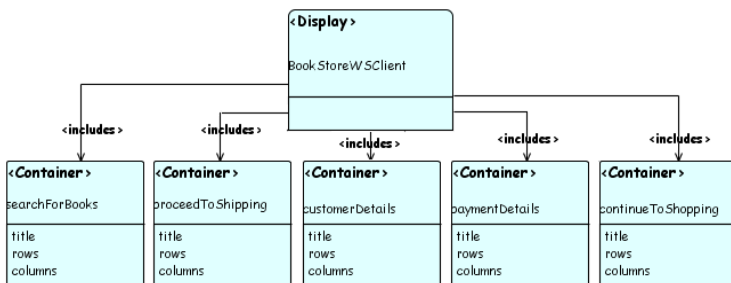 <Display>
BookStoreWSClient
<includes>
<includes>
<includes>
<includes>
<includes>
<Container>
searchForBooks
title
rows
columns
<Container>
proceedToShipping
title
rows
columns
<Container>
customerDetails
title
rows
columns
<Container>
paymentDetails
title
rows
columns
<Container>
continueToShopping
title
rows
columns